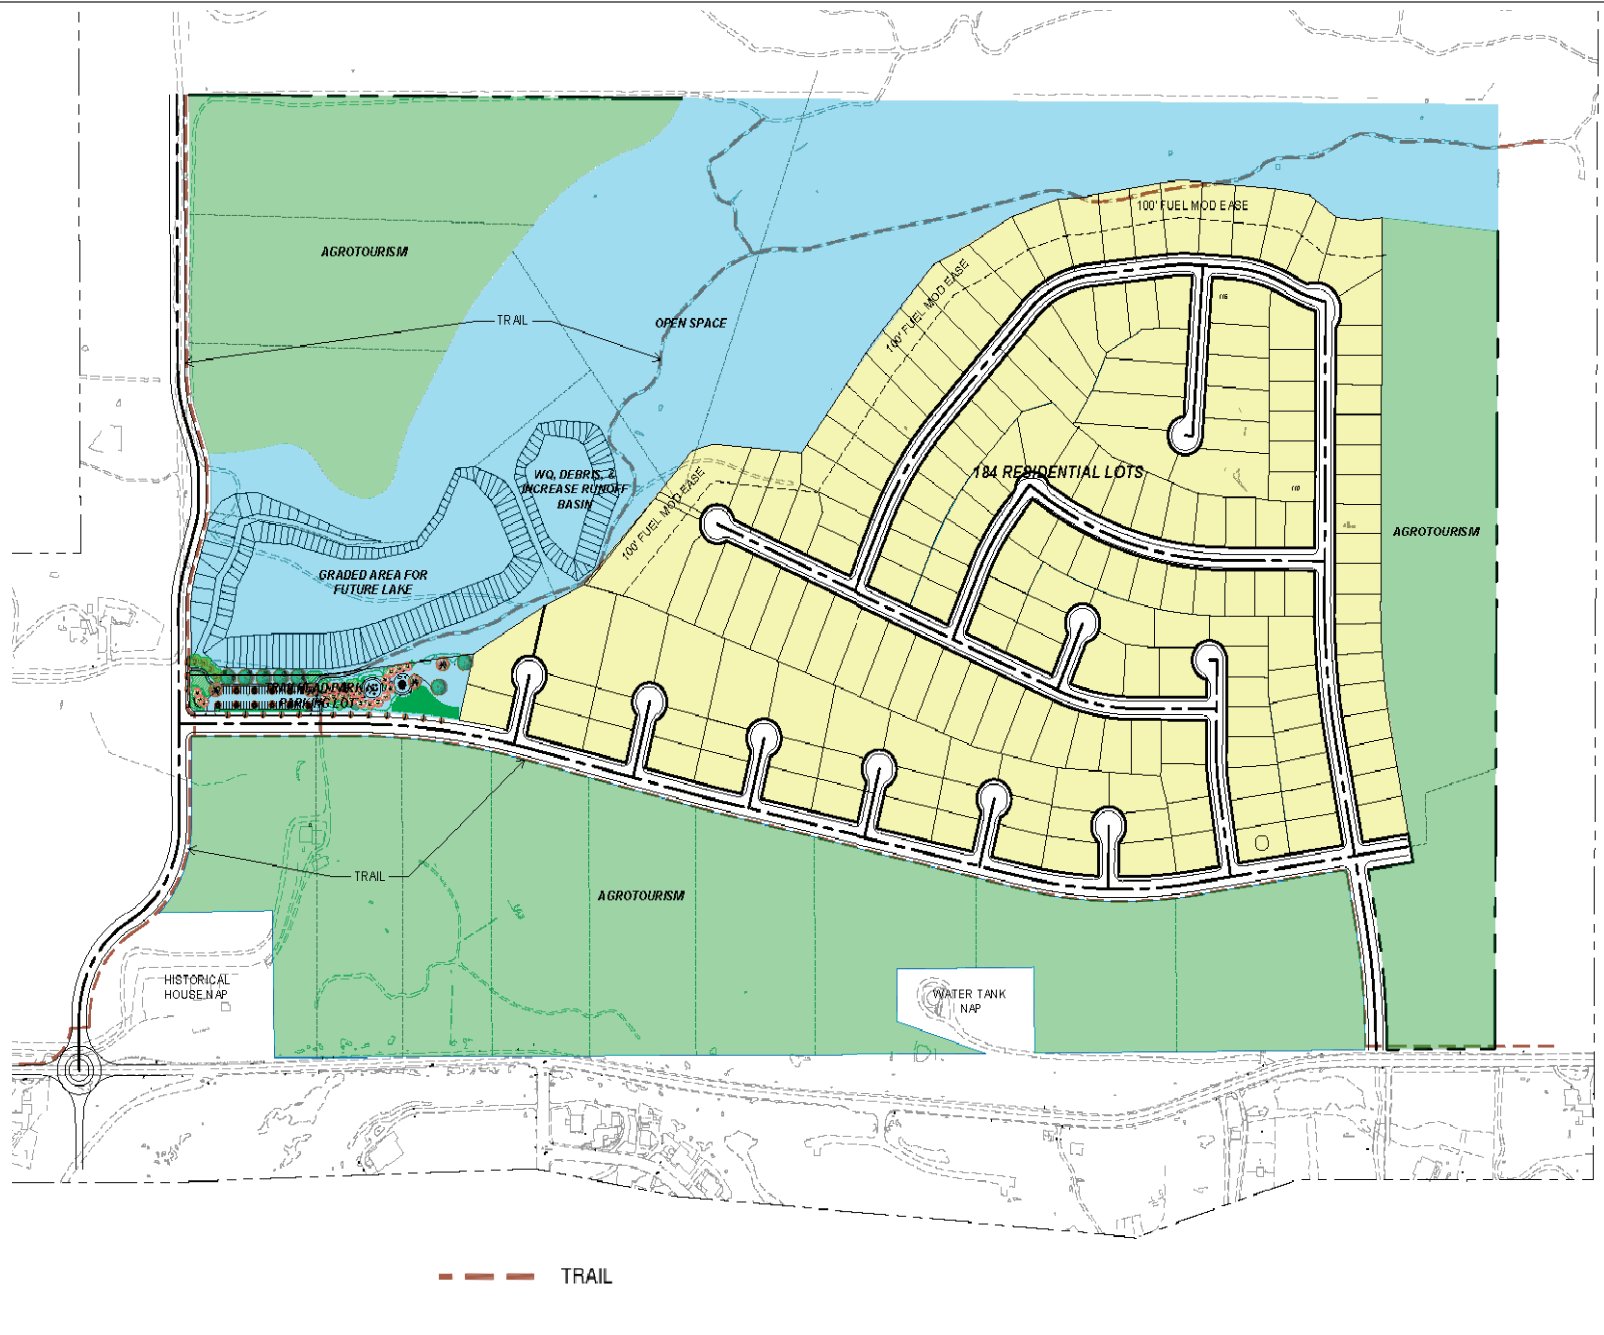 100' FUEL MOD EASE
AGROTOURISM
100' FUEL MOD EASE
TRAIL
OPEN SPACE
184 RESIDENTIAL LOTS
WQ, DEBRIS, &
INCREASE RUNOFF
BASIN
100' FUEL MOD EASE
AGROTOURISM
GRADED AREA FOR
FUTURE LAKE
TRAILHEAD PARK
PARKING LOT
TRAIL
AGROTOURISM
HISTORICAL
HOUSE NAP
WATER TANK
NAP
TRAIL